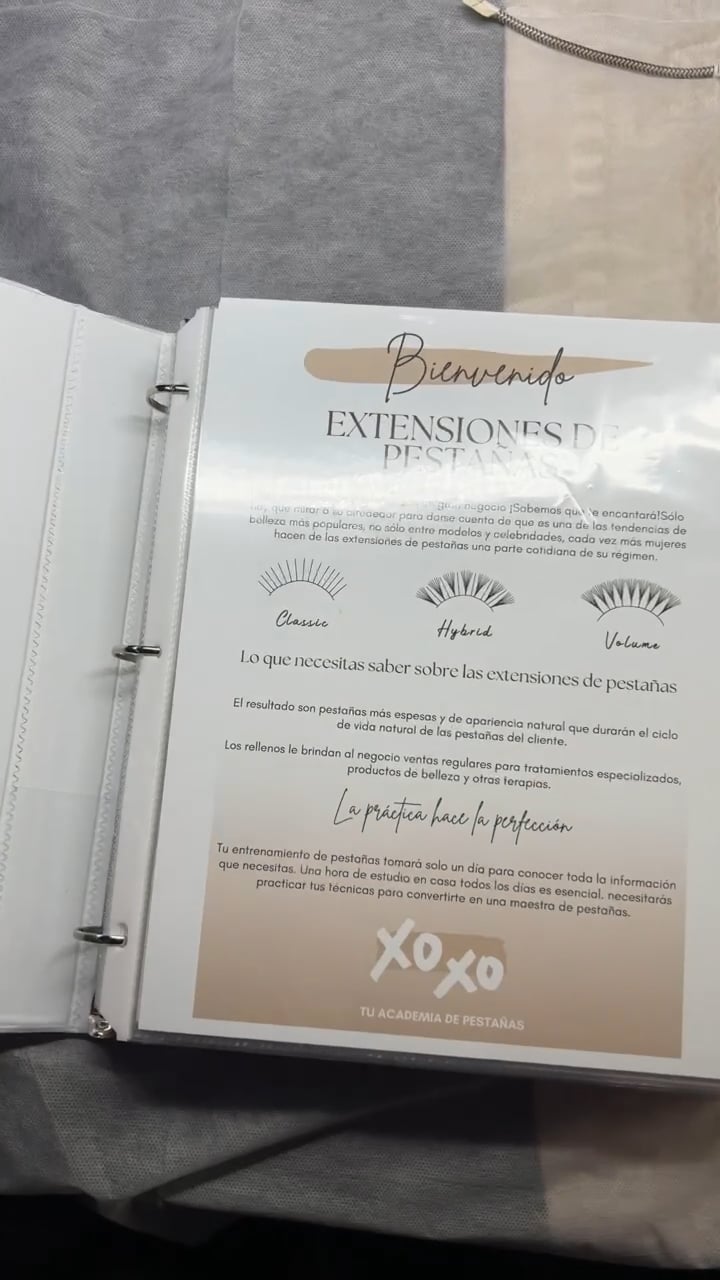 Bienvenido
EXTENSIONES DE
PESTAÑAS
negocio ¡Sabemos que te encantará!Sólo
hay que mirar a su alrededor para darse cuenta de que es una de las tendencias de
belleza más populares, no sólo entre modelos y celebridades, cada vez más mujeres
hacen de las extensiones de pestañas una parte cotidiana de su régimen.
Classic
Hybrid
Volume
Lo que necesitas saber sobre las extensiones de pestañas
El resultado son pestañas más espesas y de apariencia natural que durarán el ciclo
de vida natural de las pestañas del cliente.
Los rellenos le brindan al negocio ventas regulares para tratamientos especializados,
productos de belleza y otras terapias.
La práctica hace la perfección
Tu entrenamiento de pestañas tomará solo un día para conocer toda la información
que necesitas. Una hora de estudio en casa todos los días es esencial. necesitarás
practicar tus técnicas para convertirte en una maestra de pestañas.
XO XO
TU ACADEMIA DE PESTAÑAS